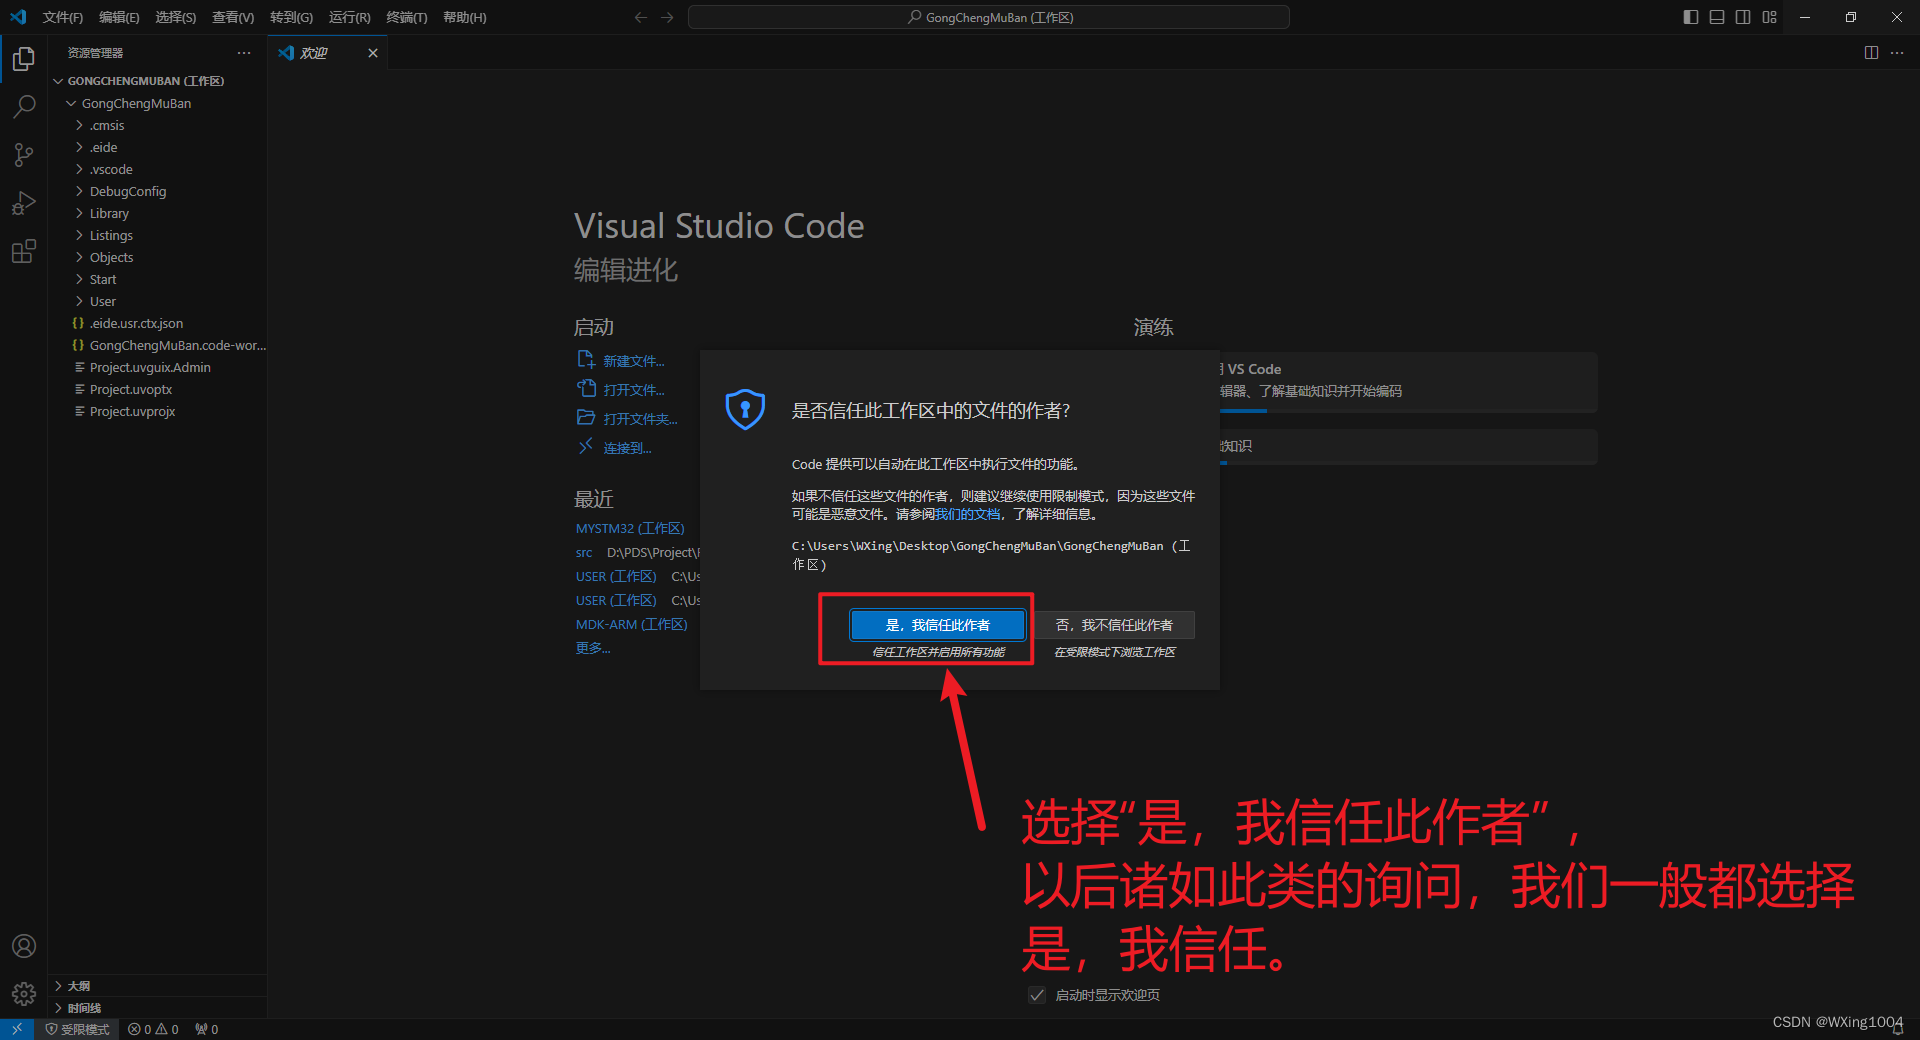 文件(F) 编辑(E) 选择(S) 查看(V) 转到(G) 运行(R) 终端(T) 帮助(H) GongChengMuBan (工作区)
资源管理器
欢迎
GONGCHENGMUBAN (工作区)
GongChengMuBan
.cmsis
.eide
.vscode
DebugConfig
Library
Listings
Objects
Start
User
.eide.usr.ctx.json
GongChengMuBan.code-wor...
Project.uvguix.Admin
Project.uvoptx
Project.uvprojx
大纲
时间线
Visual Studio Code
编辑进化
启动
新建文件...
打开文件...
打开文件夹...
连接到...
最近
MYSTM32 (工作区)
src D:\PDS\Project\
USER (工作区) C:\Us
USER (工作区) C:\Us
MDK-ARM (工作区)
更多...
演练
VS Code
辑器、了解基础知识并开始编码
知识
是否信任此工作区中的文件的作者?
Code 提供可以自动在此工作区中执行文件的功能。
如果不信任这些文件的作者，则建议继续使用限制模式，因为这些文件
可能是恶意文件。请参阅我们的文档，了解详细信息。
C:\Users\WXing\Desktop\GongChengMuBan\GongChengMuBan (工
作区)
是，我信任此作者
信任工作区并启用所有功能
否，我不信任此作者
在受限模式下浏览工作区
选择“是，我信任此作者”，
以后诸如此类的询问，我们一般都选择
是，我信任。
启动时显示欢迎页
受限模式 0 0 0
CSDN @WXing1004